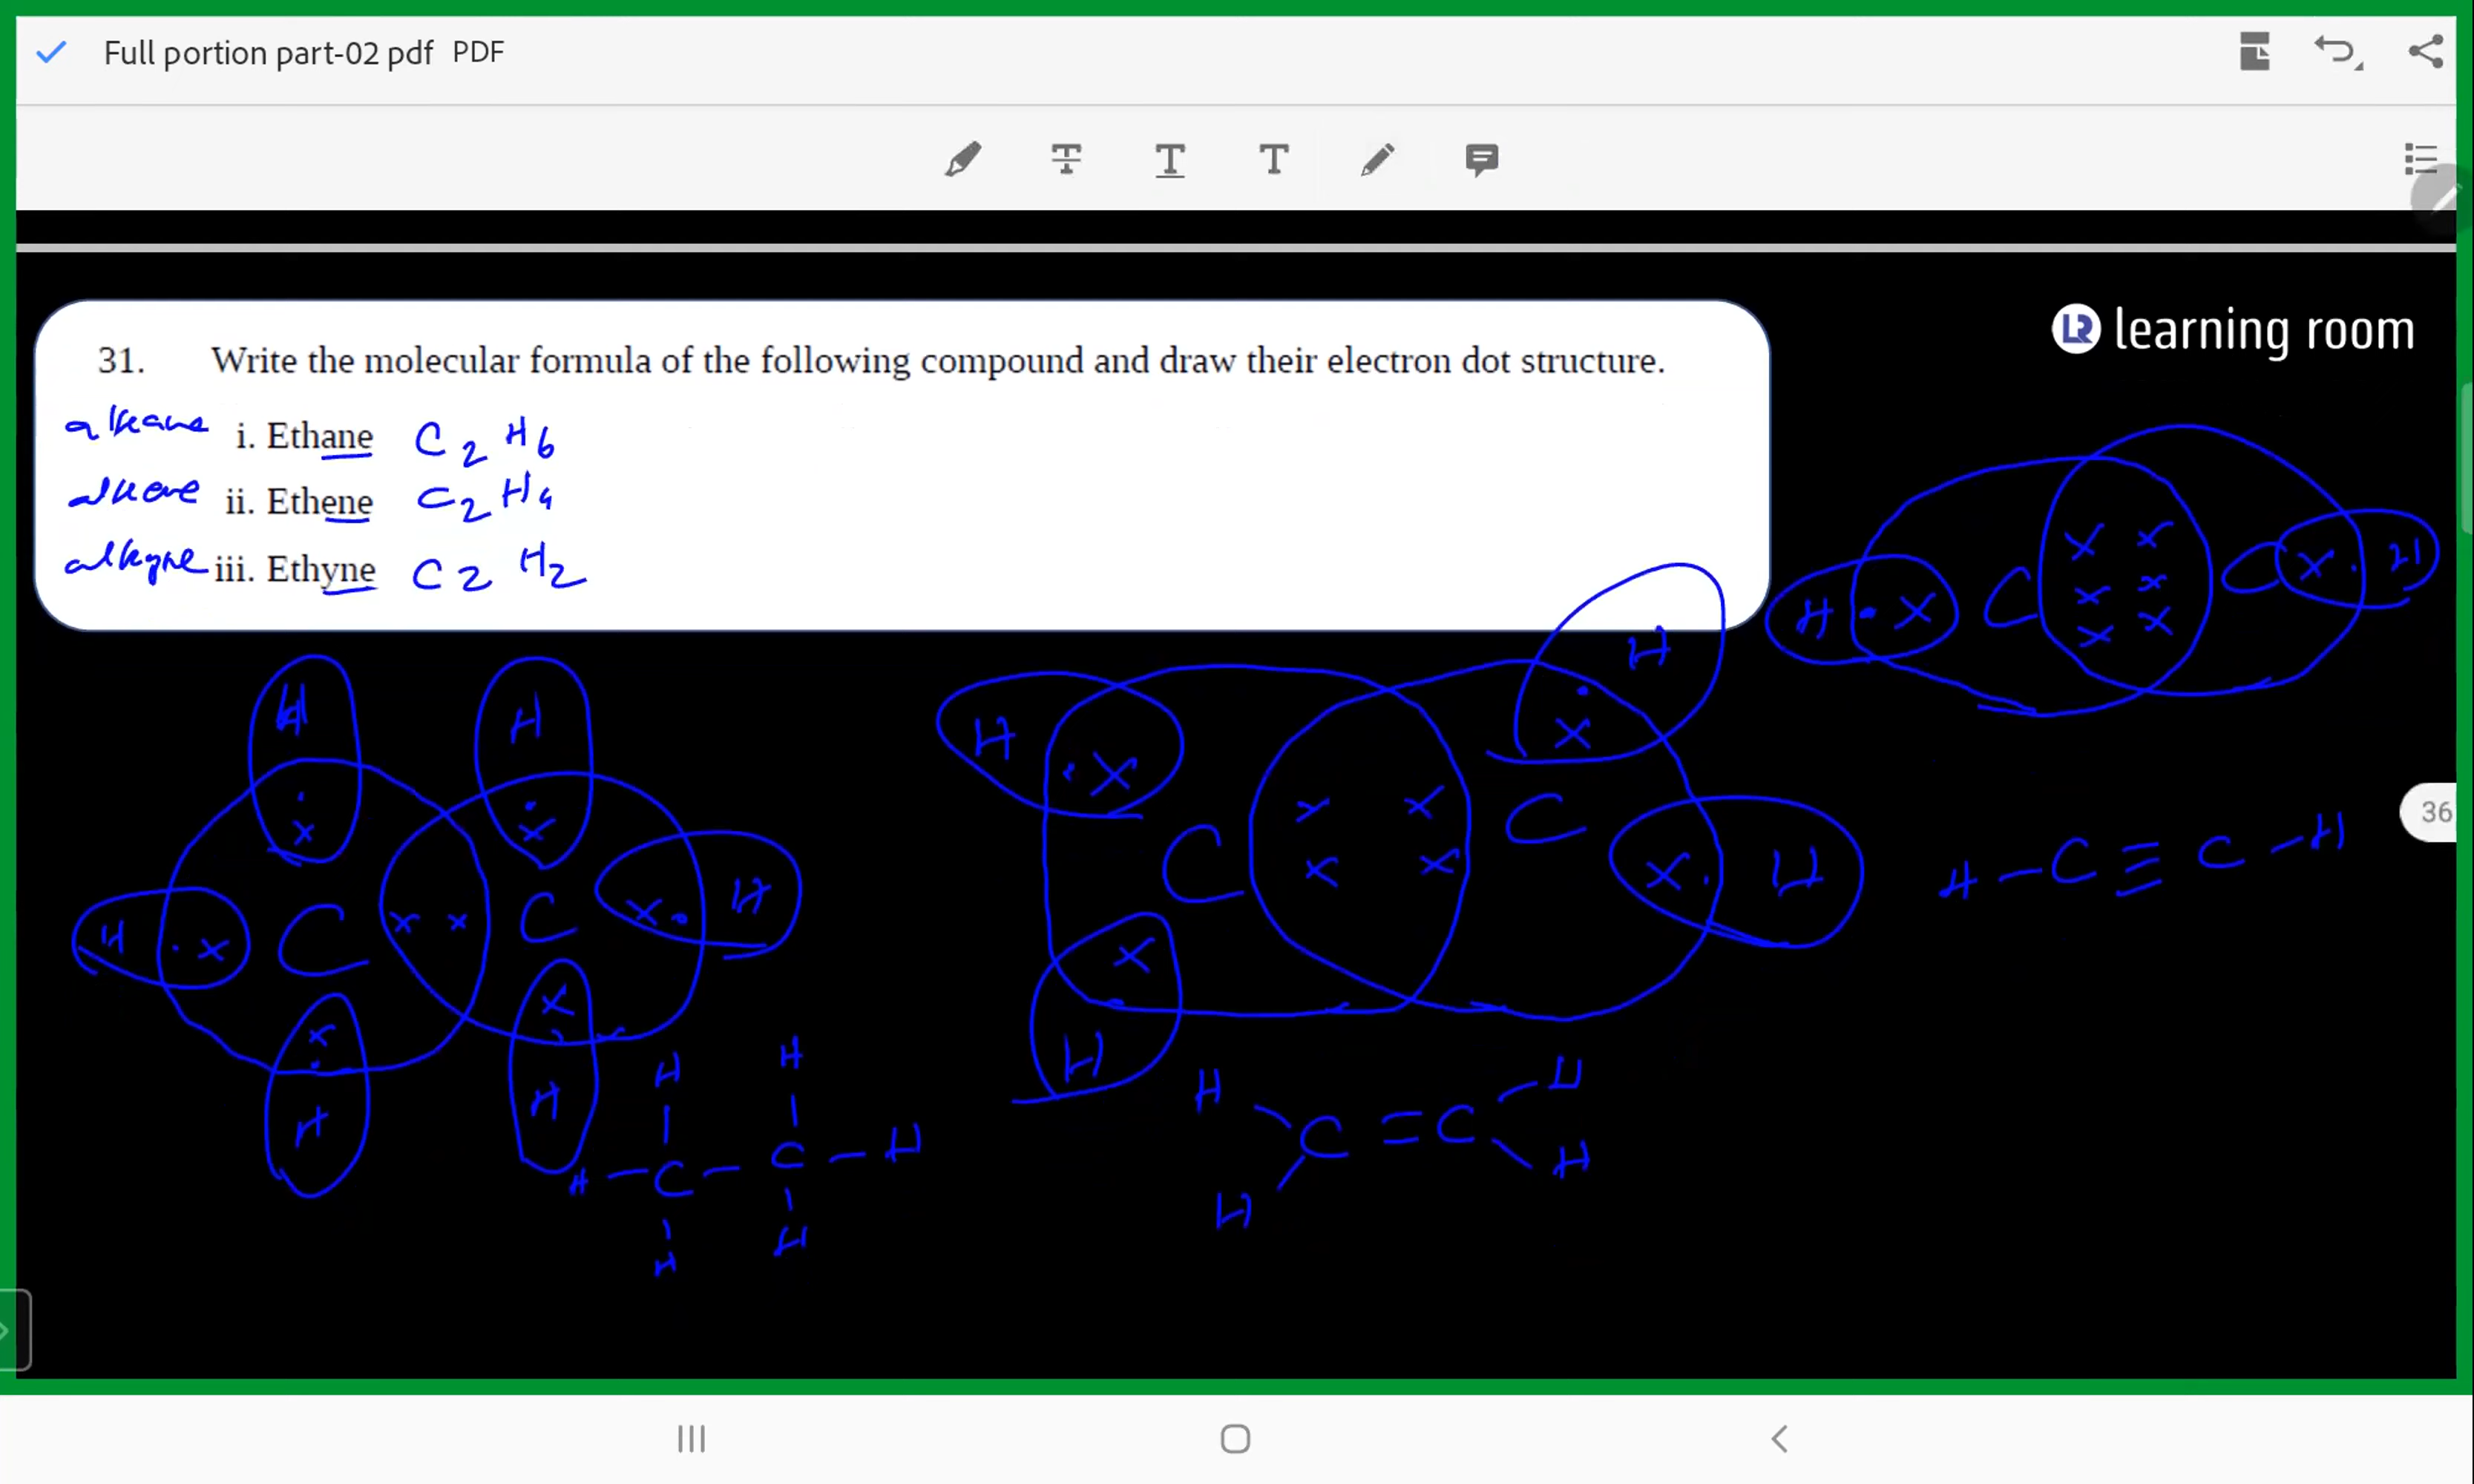 Full portion part-02 pdf PDF
learning room
31. Write the molecular formula of the following compound and draw their electron dot structure.
alkane i. Ethane C2H6
alkene ii. Ethene C2H4
alkyne iii. Ethyne C2H2
H · x C x x x x x x C x · H
H H H H
· x · x · x · x
H · x C x x C x · H
C x x x x C x · H
x · H x · H x · H
36
H - C ≡ C - H
H H H H
H - C - C - H C = C
H H H H